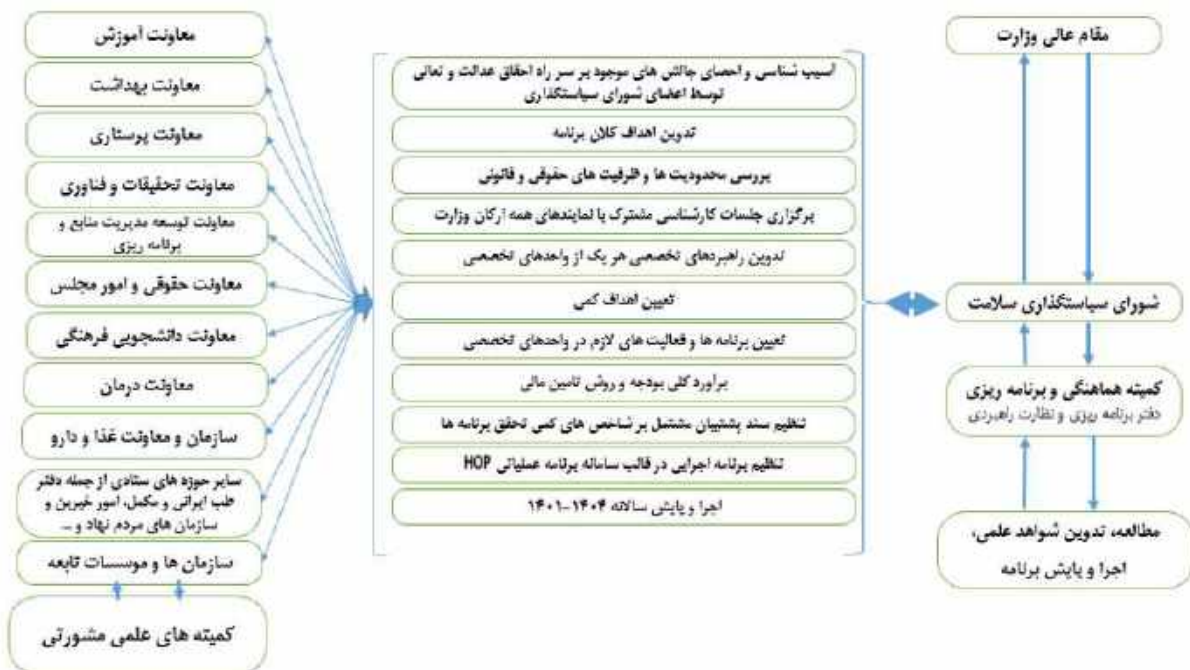 مقام عالی وزارت
شورای سیاستگذاری سلامت
کمیته هماهنگی و برنامه ریزی
دفتر برنامه ریزی و نظارت راهبردی
مطالعه، تدوین شواهد علمی،
اجرا و پایش برنامه
آسیب شناسی و احصای چالش های موجود بر سر راه احقاق عدالت و تعالی
توسط اعضای شورای سیاستگذاری
تدوین اهداف کلان برنامه
بررسی محدودیت ها و ظرفیت های حقوقی و قانونی
برگزاری جلسات کارشناسی مشترک با نمایندهای همه ارکان وزارت
تدوین راهبردهای تخصصی هر یک از واحدهای تخصصی
تعیین اهداف کمی
تعیین برنامه ها و فعالیت های لازم در واحدهای تخصصی
برآورد کلی بودجه و روش تامین مالی
تنظیم سند پشتیبان مشتمل بر شاخص های کمی تحقق برنامه ها
تنظیم برنامه اجرایی در قالب سامانه برنامه عملیاتی HOP
اجرا و پایش سالانه ۱۴۰۴-۱۴۰۱
معاونت آموزش
معاونت بهداشت
معاونت پرستاری
معاونت تحقیقات و فناوری
معاونت توسعه مدیریت منابع و
برنامه ریزی
معاونت حقوقی و امور مجلس
معاونت دانشجویی فرهنگی
معاونت درمان
سازمان و معاونت غذا و دارو
سایر حوزه های ستادی از جمله دفتر
طب ایرانی و مکمل، امور خیرین و
سازمان های مردم نهاد و ...
سازمان ها و موسسات تابعه
کمیته های علمی مشورتی